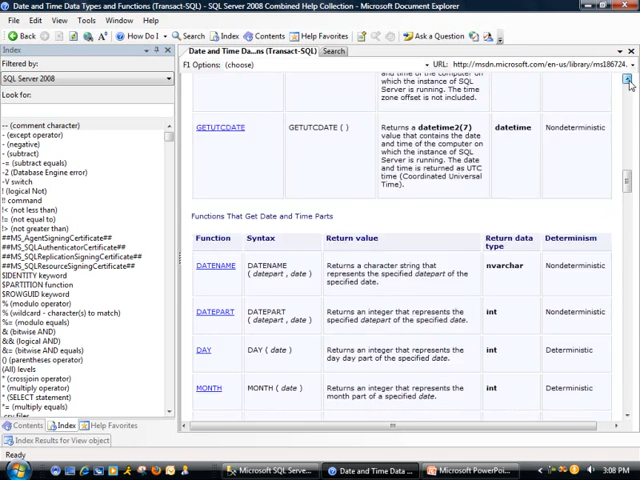 Date and Time Data Types and Functions (Transact-SQL) - SQL Server 2008 Combined Help Collection - Microsoft Document Explorer
File Edit View Tools Window Help
Back How Do I Search Index Contents Help Favorites Ask a Question
Index
Date and Time Da...ns (Transact-SQL) Search
Filtered by:
F1 Options: (choose) URL: http://msdn.microsoft.com/en-us/library/ms186724.
SQL Server 2008
Look for:
-- (comment character)
- (except operator)
- (negative)
- (subtract)
-= (subtract equals)
-2 (Database Engine error)
-V switch
! (logical Not)
!! command
!< (not less than)
!= (not equal to)
!> (not greater than)
##MS_AgentSigningCertificate##
##MS_SQLAuthenticatorCertificate##
##MS_SQLReplicationSigningCertificate##
##MS_SQLResourceSigningCertificate##
$IDENTITY keyword
$PARTITION function
$ROWGUID keyword
% (modulo operator)
% (wildcard - character(s) to match)
%= (modulo equals)
& (bitwise AND)
&& (logical AND)
&= (bitwise AND equals)
() (parentheses operator)
(All) levels
* (crossjoin operator)
* (multiply operator)
* (SELECT statement)
*= (multiply equals)
.csv files
and time of the computer on
which the instance of SQL
Server is running. The time
zone offset is not included.
GETUTCDATE GETUTCDATE ( ) Returns a datetime2(7) datetime Nondeterministic
value that contains the date
and time of the computer on
which the instance of SQL
Server is running. The date
and time is returned as UTC
time (Coordinated Universal
Time).
Functions That Get Date and Time Parts
Function Syntax Return value Return data type Determinism
DATENAME DATENAME ( datepart , date ) Returns a character string that nvarchar Nondeterministic
represents the specified datepart of the
specified date.
DATEPART DATEPART ( datepart , date ) Returns an integer that represents the int Nondeterministic
specified datepart of the specified date.
DAY DAY ( date ) Returns an integer that represents the int Deterministic
day day part of the specified date.
MONTH MONTH ( date ) Returns an integer that represents the int Deterministic
month part of a specified date.
Contents Index Help Favorites
Index Results for View object
Ready
Microsoft SQL Serve... Date and Time Data ... Microsoft PowerPoi... 3:08 PM